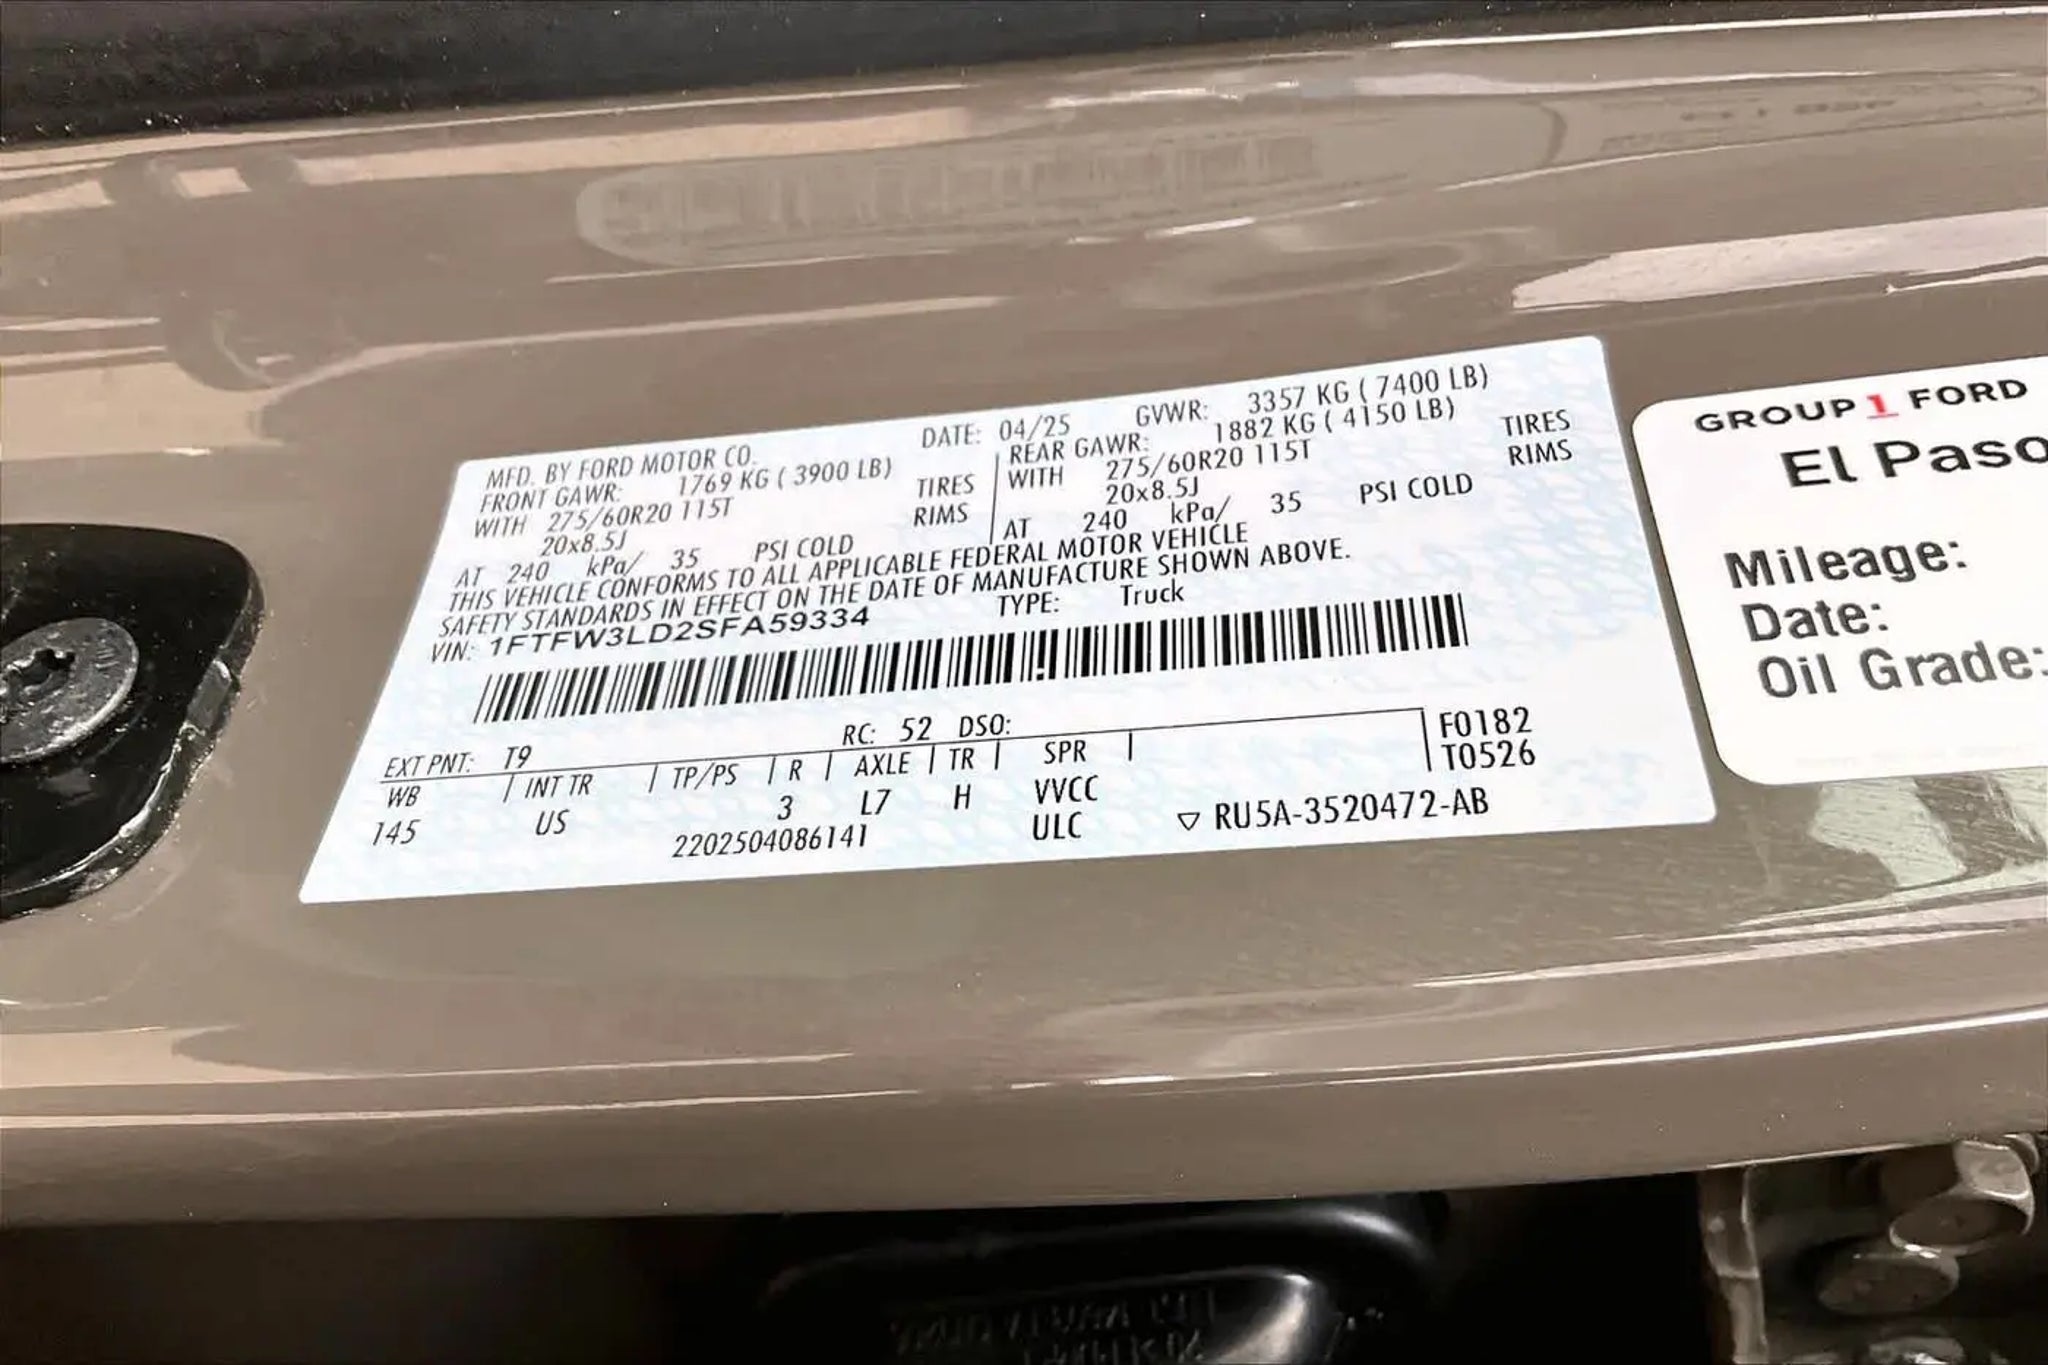 MFD. BY FORD MOTOR CO. DATE: 04/25 GVWR: 3357 KG ( 7400 LB)
FRONT GAWR: 1769 KG ( 3900 LB) REAR GAWR: 1882 KG ( 4150 LB)
WITH 275/60R20 115T TIRES WITH 275/60R20 115T TIRES
20x8.5J RIMS 20x8.5J RIMS
AT 240 kPa/ 35 PSI COLD AT 240 kPa/ 35 PSI COLD
THIS VEHICLE CONFORMS TO ALL APPLICABLE FEDERAL MOTOR VEHICLE
SAFETY STANDARDS IN EFFECT ON THE DATE OF MANUFACTURE SHOWN ABOVE.
VIN: 1FTFW3LD2SFA59334 TYPE: Truck
EXT PNT: T9 RC: 52 DSO: F0182
WB INT TR TP/PS R AXLE TR SPR T0526
145 US 3 L7 H VVCC
2202504086141 ULC ▽ RU5A-3520472-AB
GROUP 1 FORD
El Paso
Mileage:
Date:
Oil Grade: